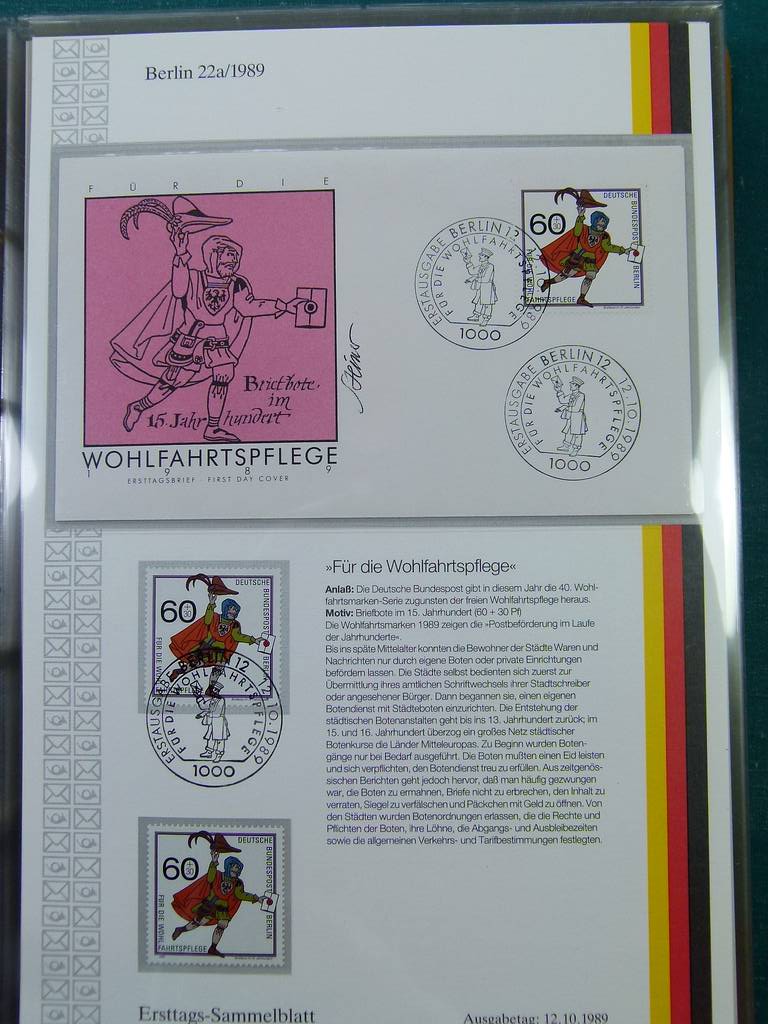 Berlin 22a/1989
FÜR DIE
Briefbote
im
15. Jahrhundert
WOHLFAHRTSPFLEGE
1989
ERSTTAGSBRIEF · FIRST DAY COVER
60 + 30
DEUTSCHE BUNDESPOST BERLIN
FAHRTSPFLEGE
ERSTAUSGABE BERLIN 12 12.10.1989
FÜR DIE WOHLFAHRTSPFLEGE
1000
ERSTAUSGABE BERLIN 12 12.10.1989
FÜR DIE WOHLFAHRTSPFLEGE
1000
60 + 30
DEUTSCHE BUNDESPOST BERLIN
FÜR DIE WOHL
ERSTAUSGABE BERLIN 12 12.10.1989
FÜR DIE WOHLFAHRTSPFLEGE
1000
60 + 30
DEUTSCHE BUNDESPOST BERLIN
FÜR DIE WOHL
FAHRTSPFLEGE
»Für die Wohlfahrtspflege«
Anlaß: Die Deutsche Bundespost gibt in diesem Jahr die 40. Wohl-
fahrtsmarken-Serie zugunsten der freien Wohlfahrtspflege heraus.
Motiv: Briefbote im 15. Jahrhundert (60 + 30 Pf)
Die Wohlfahrtsmarken 1989 zeigen die »Postbeförderung im Laufe
der Jahrhunderte«.
Bis ins späte Mittelalter konnten die Bewohner der Städte Waren und
Nachrichten nur durch eigene Boten oder private Einrichtungen
befördern lassen. Die Städte selbst bedienten sich zuerst zur
Übermittlung ihres amtlichen Schriftwechsels ihrer Stadtschreiber
oder angesehener Bürger. Dann begannen sie, einen eigenen
Botendienst mit Städteboten einzurichten. Die Entstehung der
städtischen Botenanstalten geht bis ins 13. Jahrhundert zurück; im
15. und 16. Jahrhundert überzog ein großes Netz städtischer
Botenkurse die Länder Mitteleuropas. Zu Beginn wurden Boten-
gänge nur bei Bedarf ausgeführt. Die Boten mußten einen Eid leisten
und sich verpflichten, den Botendienst treu zu erfüllen. Aus zeitgenös-
sischen Berichten geht jedoch hervor, daß man häufig gezwungen
war, die Boten zu ermahnen, Briefe nicht zu erbrechen, den Inhalt zu
verraten, Siegel zu verfälschen und Päckchen mit Geld zu öffnen. Von
den Städten wurden Botenordnungen erlassen, die die Rechte und
Pflichten der Boten, ihre Löhne, die Abgangs- und Ausbleibezeiten
sowie die allgemeinen Verkehrs- und Tarifbestimmungen festlegten.
Ersttags-Sammelblatt
Ausgabetag: 12.10.1989